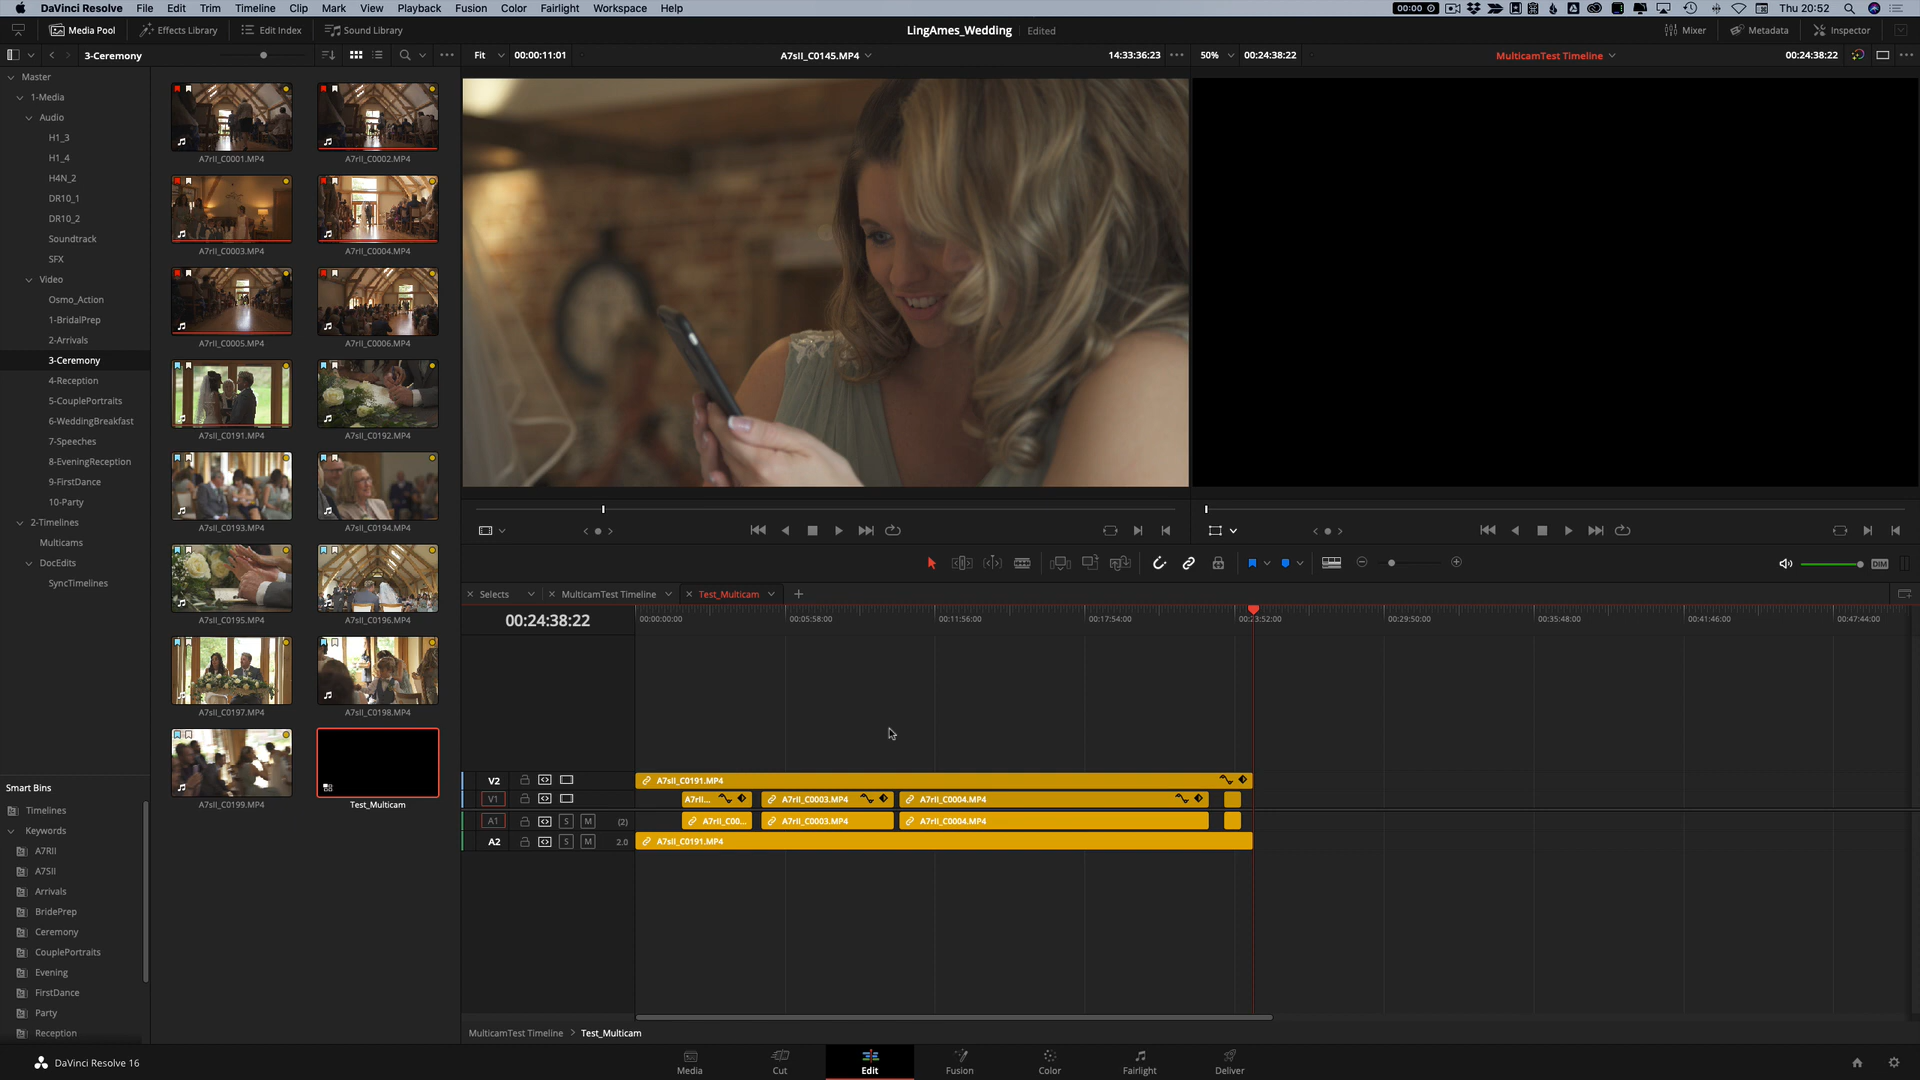 DaVinci Resolve File Edit Trim Timeline Clip Mark View Playback Fusion Color Fairlight Workspace Help 00:00 Thu 20:52
Media Pool Effects Library Edit Index Sound Library LingAmes_Wedding Edited Mixer Metadata Inspector
3-Ceremony Fit 00:00:11:01 A7sII_C0145.MP4 14:33:36:23 50% 00:24:38:22 MulticamTest Timeline 00:24:38:22
Master
1-Media
Audio
H1_3
H1_4
H4N_2
DR10_1
DR10_2
Soundtrack
SFX
Video
Osmo_Action
1-BridalPrep
2-Arrivals
3-Ceremony
4-Reception
5-CouplePortraits
6-WeddingBreakfast
7-Speeches
8-EveningReception
9-FirstDance
10-Party
2-Timelines
Multicams
DocEdits
SyncTimelines
A7rII_C0001.MP4 A7rII_C0002.MP4
A7rII_C0003.MP4 A7rII_C0004.MP4
A7rII_C0005.MP4 A7rII_C0006.MP4
A7sII_C0191.MP4 A7sII_C0192.MP4
A7sII_C0193.MP4 A7sII_C0194.MP4
A7sII_C0195.MP4 A7sII_C0196.MP4
A7sII_C0197.MP4 A7sII_C0198.MP4
A7sII_C0199.MP4 Test_Multicam
Smart Bins
Timelines
Keywords
A7RII
A7SII
Arrivals
BridePrep
Ceremony
CouplePortraits
Evening
FirstDance
Party
Reception
DIM
Selects MulticamTest Timeline Test_Multicam
00:24:38:22 00:00:00:00 00:05:58:00 00:11:56:00 00:17:54:00 00:23:52:00 00:29:50:00 00:35:48:00 00:41:46:00 00:47:44:00
V2 A7sII_C0191.MP4
V1 A7rII... A7rII_C0003.MP4 A7rII_C0004.MP4
A1 S M (2) A7rII_C00... A7rII_C0003.MP4 A7rII_C0004.MP4
A2 S M 2.0 A7sII_C0191.MP4
MulticamTest Timeline > Test_Multicam
DaVinci Resolve 16 Media Cut Edit Fusion Color Fairlight Deliver